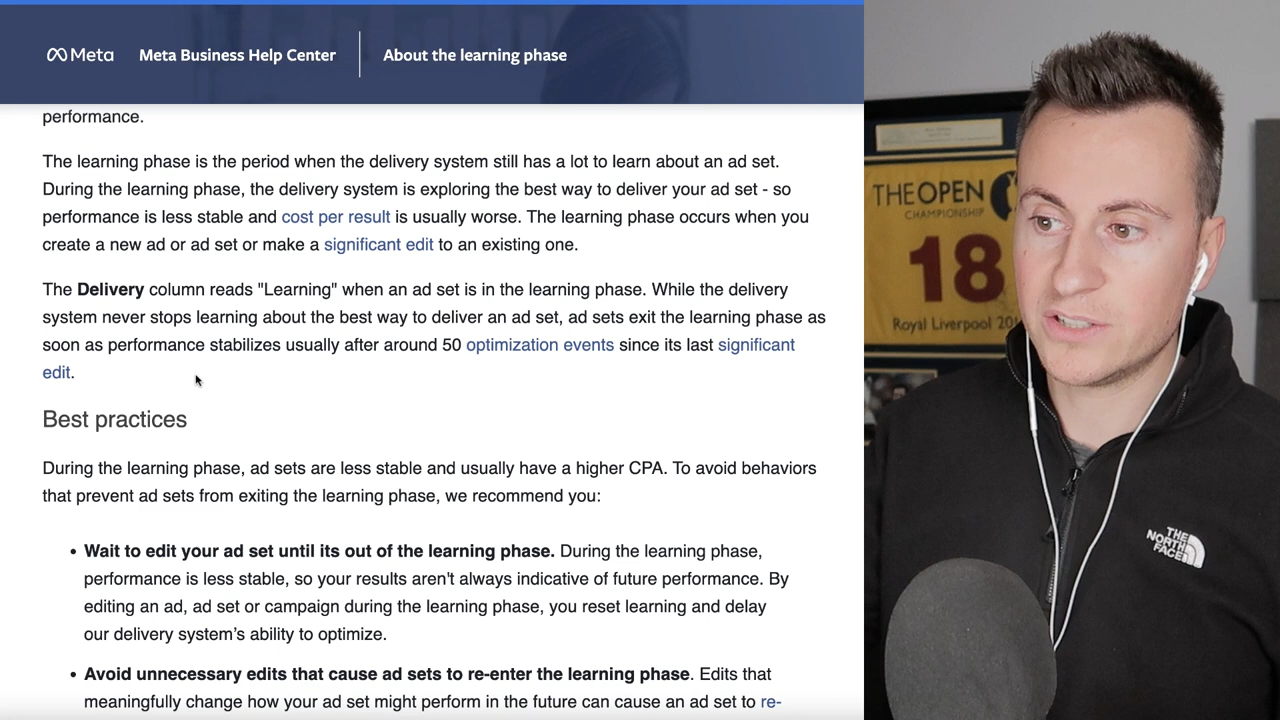 Meta
Meta Business Help Center
About the learning phase
performance.
The learning phase is the period when the delivery system still has a lot to learn about an ad set.
During the learning phase, the delivery system is exploring the best way to deliver your ad set - so
performance is less stable and cost per result is usually worse. The learning phase occurs when you
create a new ad or ad set or make a significant edit to an existing one.
The Delivery column reads "Learning" when an ad set is in the learning phase. While the delivery
system never stops learning about the best way to deliver an ad set, ad sets exit the learning phase as
soon as performance stabilizes usually after around 50 optimization events since its last significant
edit.
Best practices
During the learning phase, ad sets are less stable and usually have a higher CPA. To avoid behaviors
that prevent ad sets from exiting the learning phase, we recommend you:
• Wait to edit your ad set until its out of the learning phase. During the learning phase,
performance is less stable, so your results aren't always indicative of future performance. By
editing an ad, ad set or campaign during the learning phase, you reset learning and delay
our delivery system's ability to optimize.
• Avoid unnecessary edits that cause ad sets to re-enter the learning phase. Edits that
meaningfully change how your ad set might perform in the future can cause an ad set to re-
THE OPEN
CHAMPIONSHIP
18
Royal Liverpool
THE
NORTH
FACE